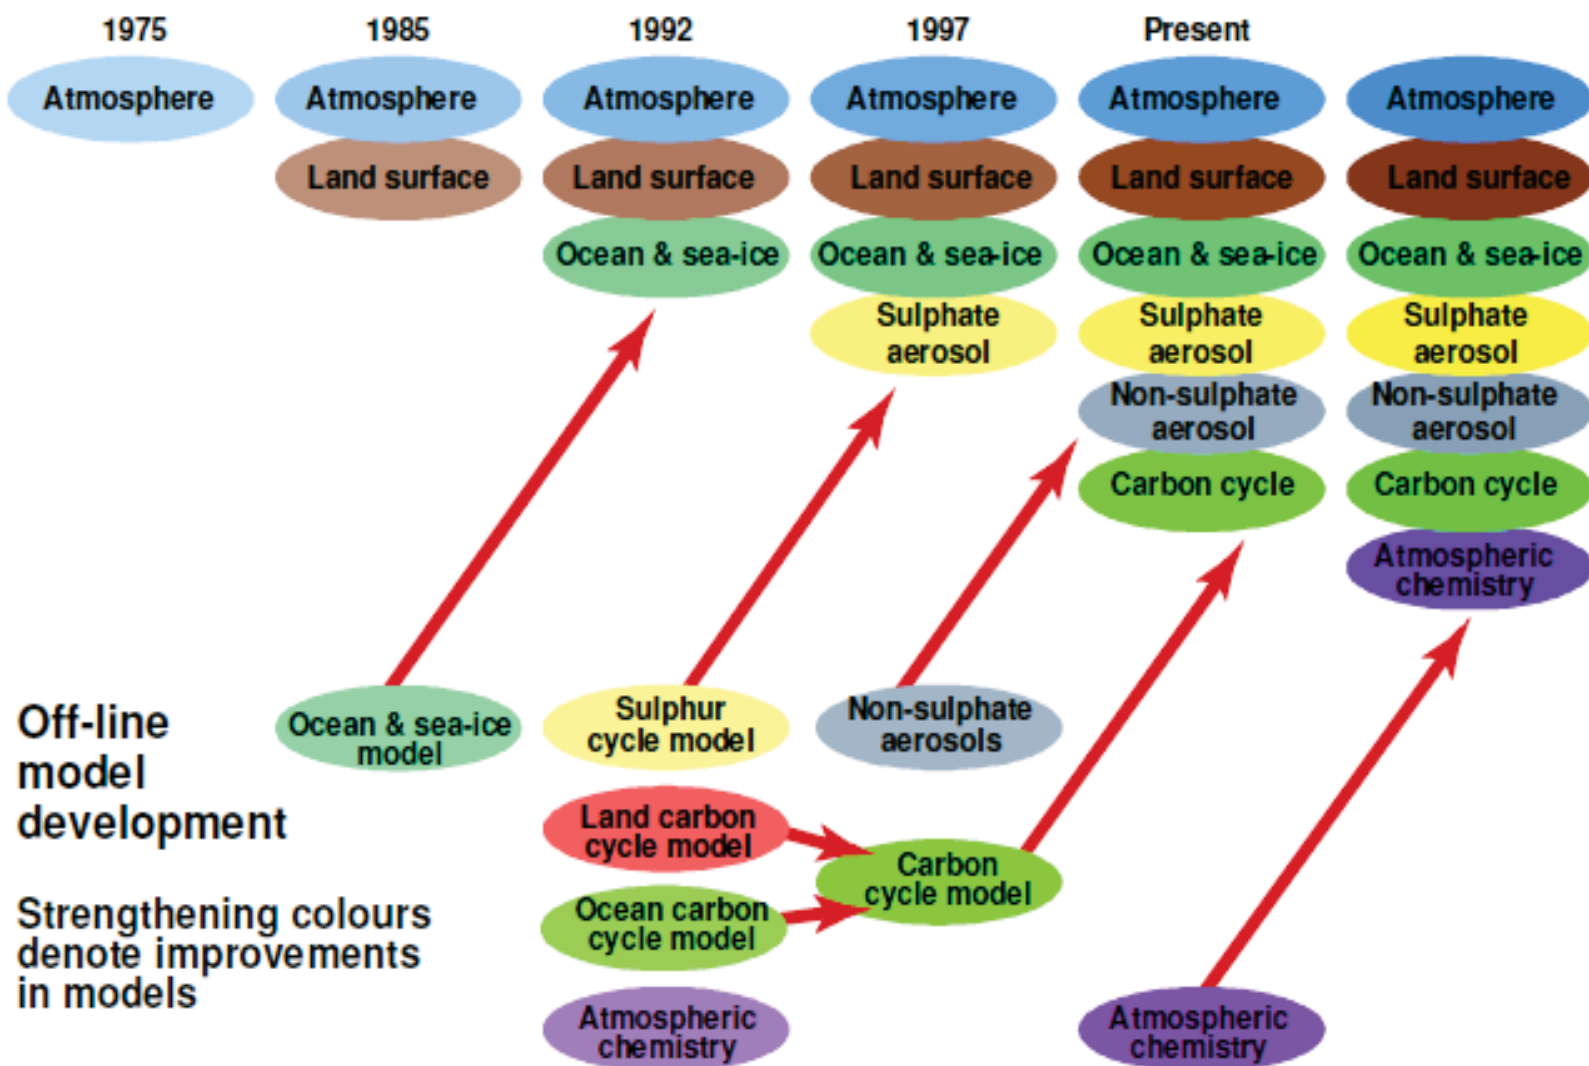 1975 1985 1992 1997 Present
Atmosphere Atmosphere Atmosphere Atmosphere Atmosphere Atmosphere
Land surface Land surface Land surface Land surface Land surface
Ocean & sea-ice Ocean & sea-ice Ocean & sea-ice Ocean & sea-ice
Sulphate Sulphate Sulphate
aerosol aerosol aerosol
Non-sulphate Non-sulphate
aerosol aerosol
Carbon cycle Carbon cycle
Atmospheric
chemistry
Off-line
model
development
Ocean & sea-ice
model
Sulphur
cycle model
Non-sulphate
aerosols
Land carbon
cycle model
Carbon
cycle model
Ocean carbon
cycle model
Strengthening colours
denote improvements
in models
Atmospheric
chemistry
Atmospheric
chemistry